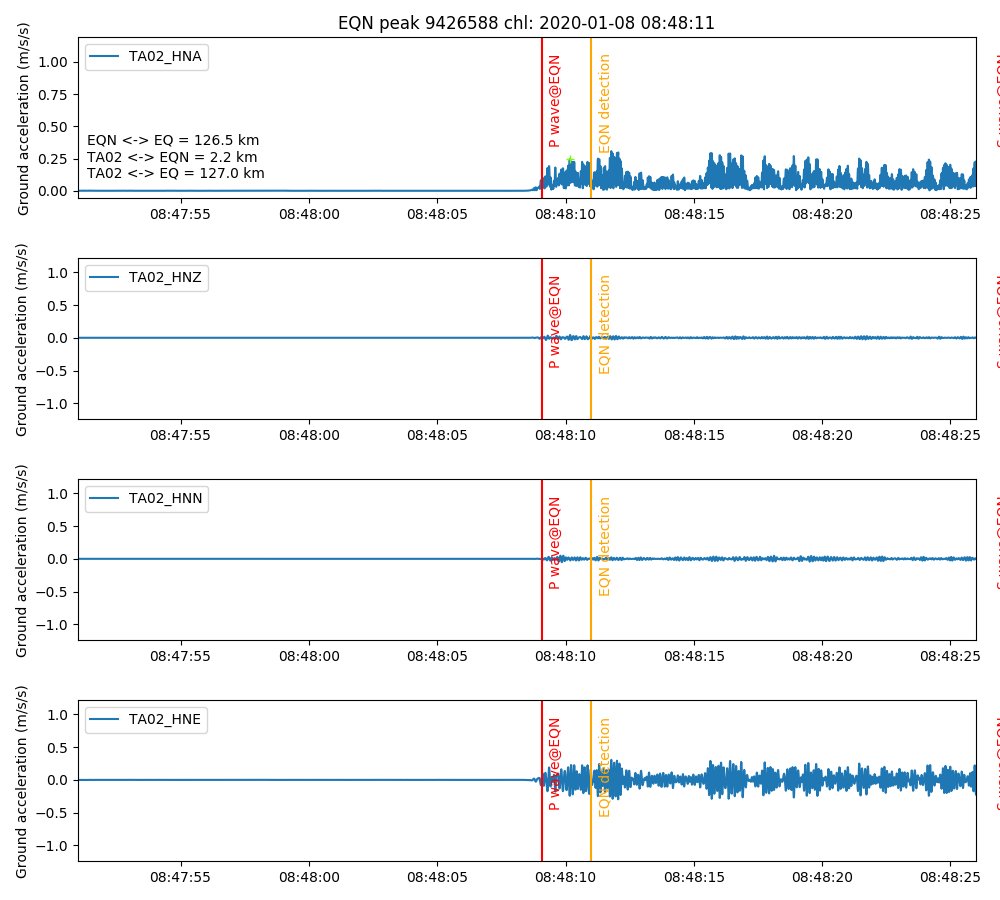 EQN peak 9426588 chl: 2020-01-08 08:48:11
Ground acceleration (m/s/s)
1.00
0.75
0.50
0.25
0.00
TA02_HNA
EQN <-> EQ = 126.5 km
TA02 <-> EQN = 2.2 km
TA02 <-> EQ = 127.0 km
P wave@EQN
EQN detection
S wave@EQN
08:47:55 08:48:00 08:48:05 08:48:10 08:48:15 08:48:20 08:48:25
Ground acceleration (m/s/s)
1.0
0.5
0.0
−0.5
−1.0
TA02_HNZ
P wave@EQN
EQN detection
S wave@EQN
08:47:55 08:48:00 08:48:05 08:48:10 08:48:15 08:48:20 08:48:25
Ground acceleration (m/s/s)
1.0
0.5
0.0
−0.5
−1.0
TA02_HNN
P wave@EQN
EQN detection
S wave@EQN
08:47:55 08:48:00 08:48:05 08:48:10 08:48:15 08:48:20 08:48:25
Ground acceleration (m/s/s)
1.0
0.5
0.0
−0.5
−1.0
TA02_HNE
P wave@EQN
EQN detection
S wave@EQN
08:47:55 08:48:00 08:48:05 08:48:10 08:48:15 08:48:20 08:48:25